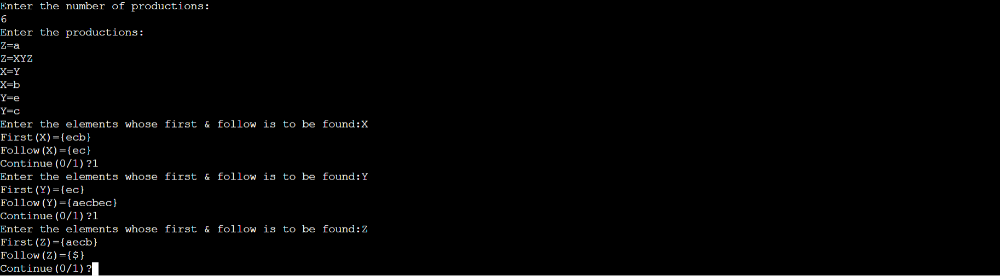 Enter the number of productions:
6
Enter the productions:
Z=a
Z=XYZ
X=Y
X=b
Y=e
Y=c
Enter the elements whose first & follow is to be found:X
First(X)={ecb}
Follow(X)={ec}
Continue(0/1)?1
Enter the elements whose first & follow is to be found:Y
First(Y)={ec}
Follow(Y)={aecbec}
Continue(0/1)?1
Enter the elements whose first & follow is to be found:Z
First(Z)={aecb}
Follow(Z)={$}
Continue(0/1)?